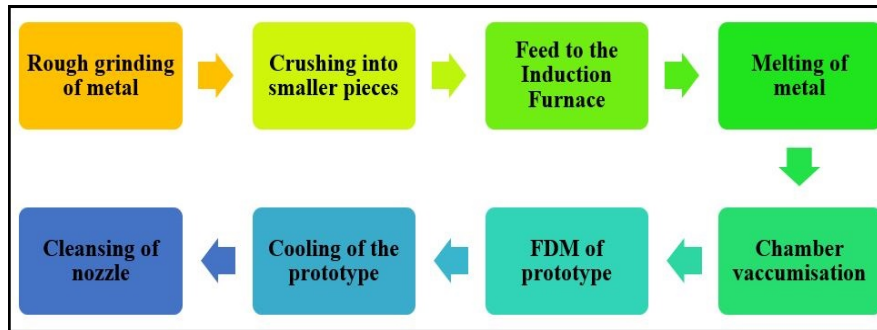 Rough grinding
of metal
Crushing into
smaller pieces
Feed to the
Induction
Furnace
Melting of
metal
Chamber
vaccumisation
FDM of
prototype
Cooling of the
prototype
Cleansing of
nozzle